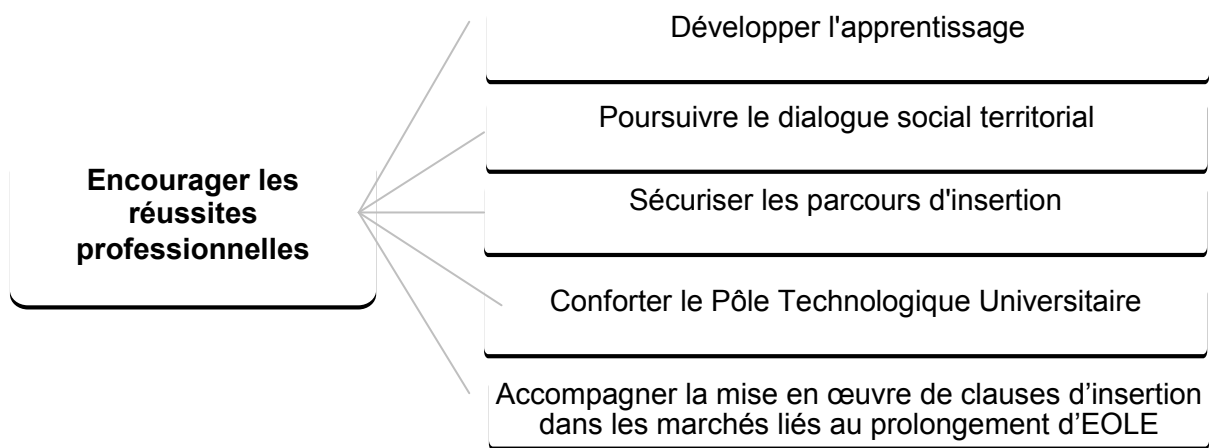 Encourager les
réussites
professionnelles
Développer l'apprentissage
Poursuivre le dialogue social territorial
Sécuriser les parcours d'insertion
Conforter le Pôle Technologique Universitaire
Accompagner la mise en œuvre de clauses d’insertion
dans les marchés liés au prolongement d’EOLE